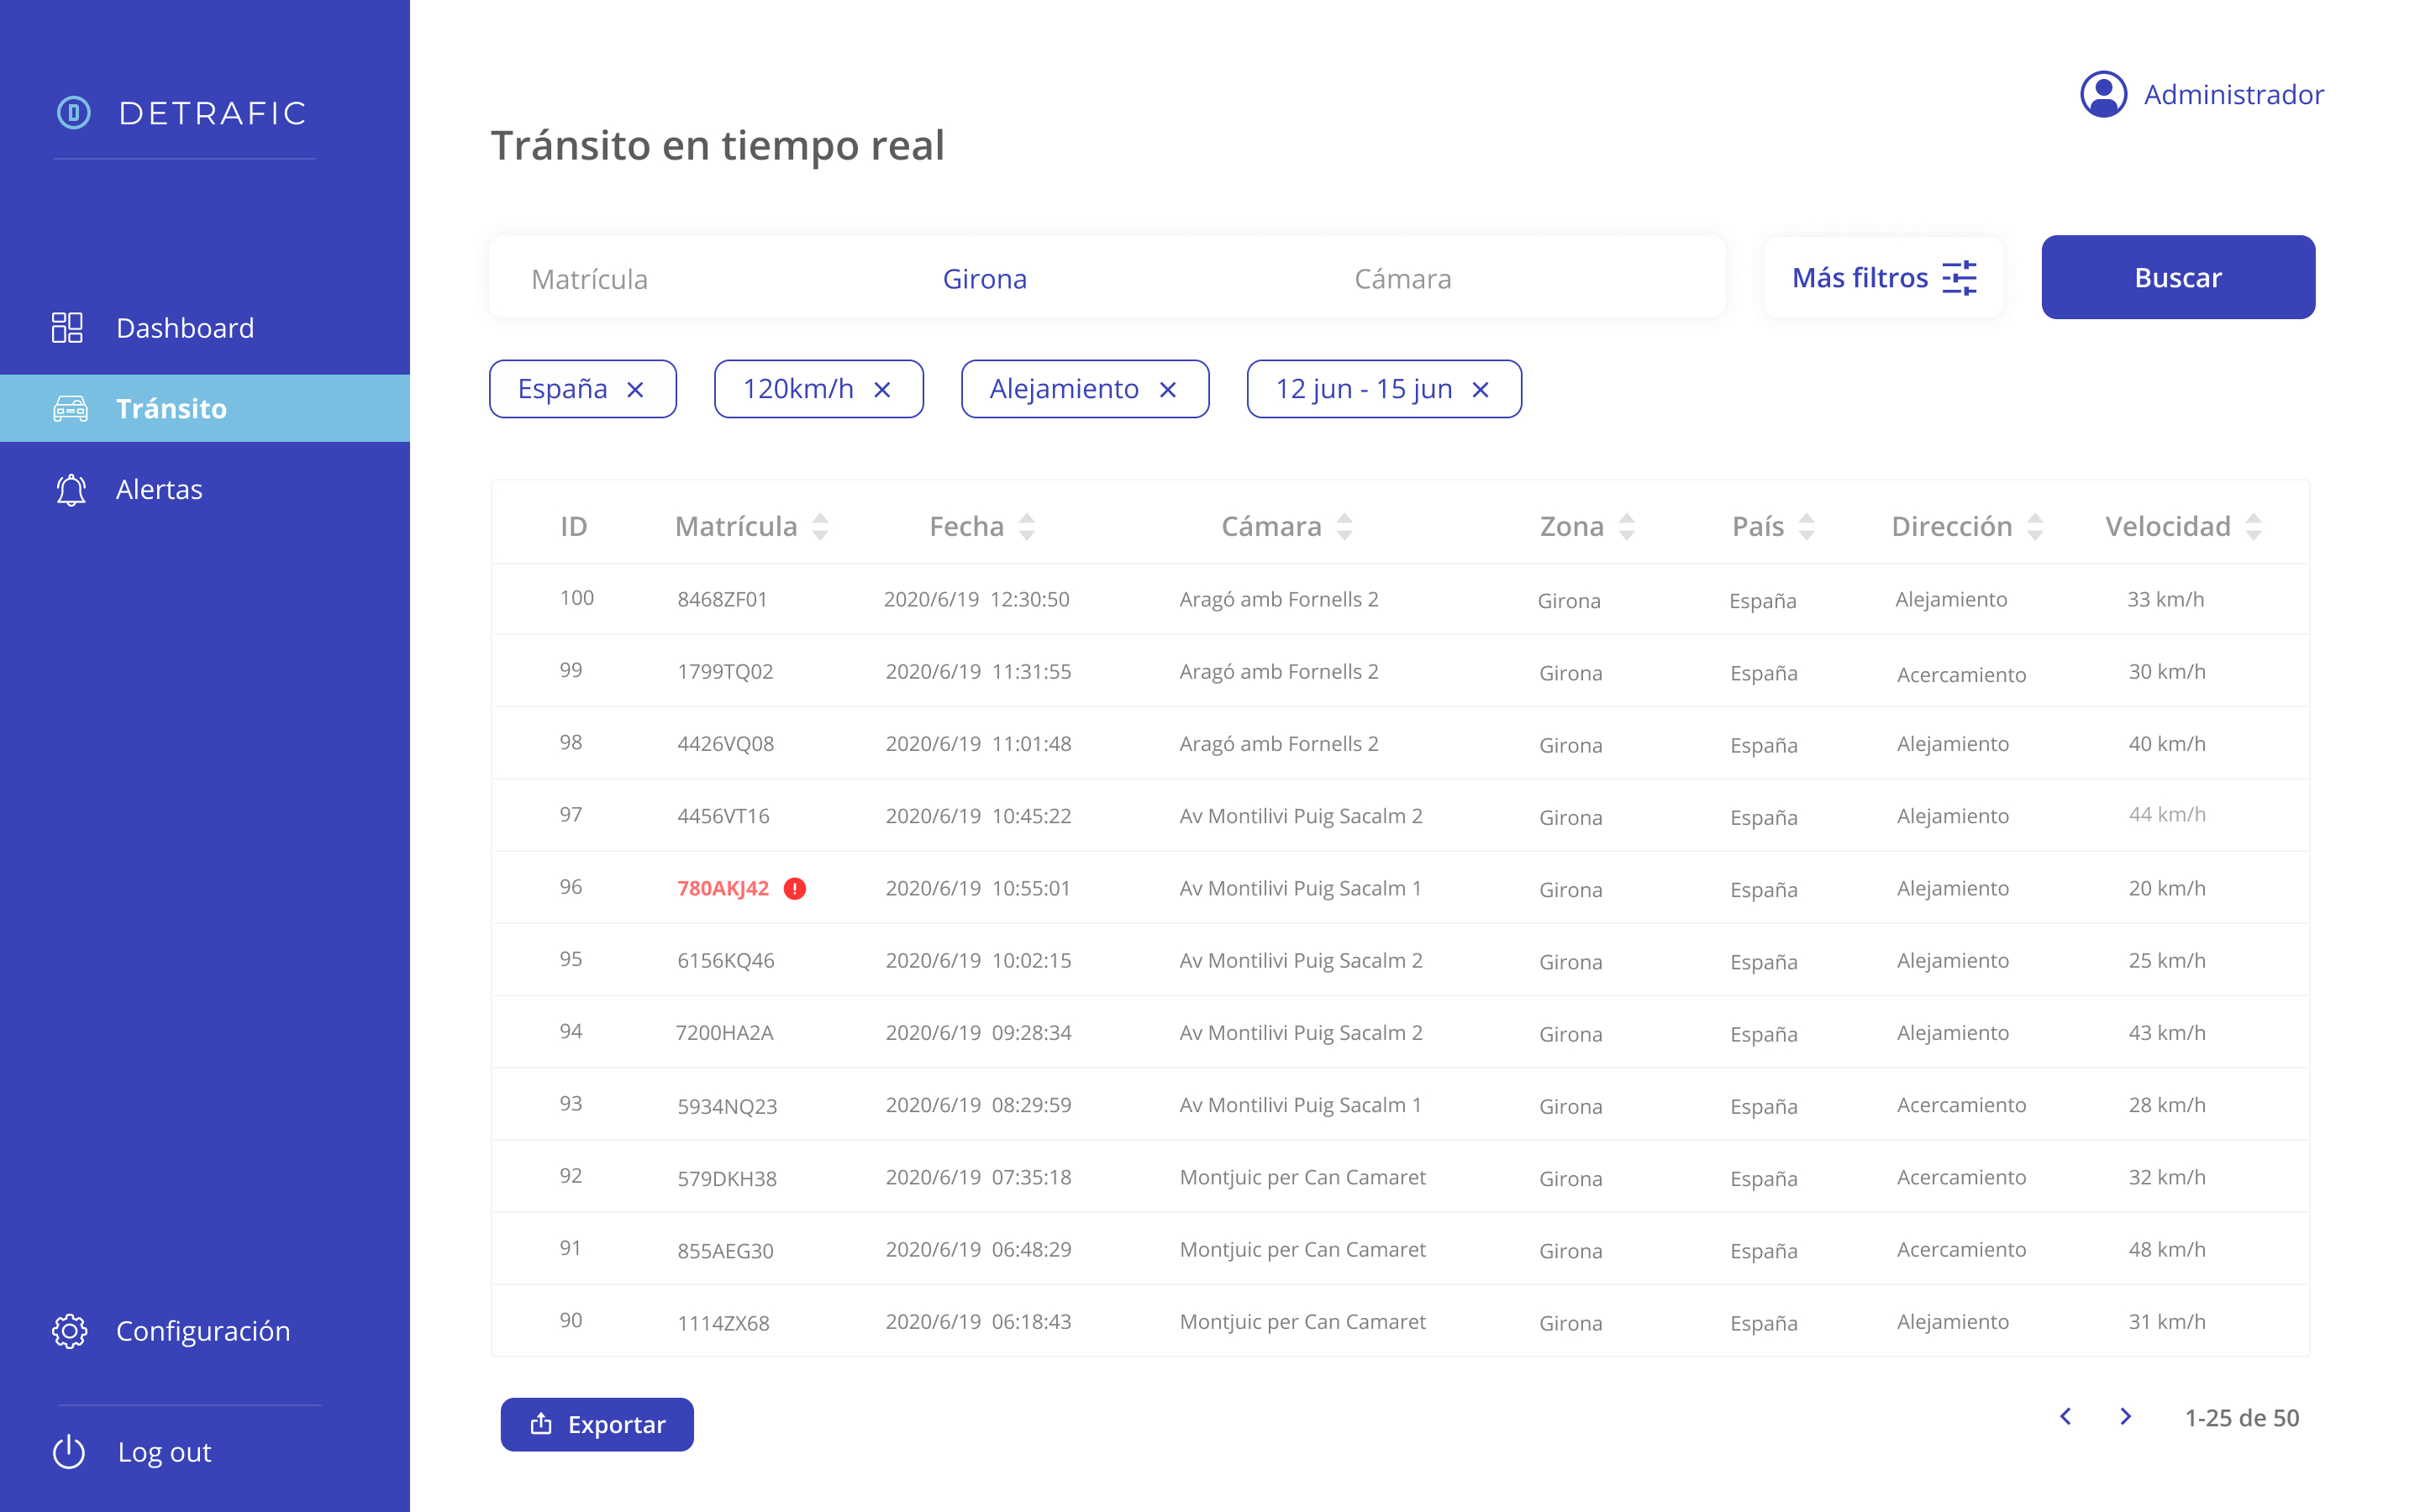 DETRAFIC
Administrador
Tránsito en tiempo real
Matrícula Girona Cámara Más filtros Buscar
Dashboard
España 120km/h Alejamiento 12 jun - 15 jun
Tránsito
Alertas
ID Matrícula Fecha Cámara Zona País Dirección Velocidad
100 8468ZF01 2020/6/19 12:30:50 Aragó amb Fornells 2 Girona España Alejamiento 33 km/h
99 1799TQ02 2020/6/19 11:31:55 Aragó amb Fornells 2 Girona España Acercamiento 30 km/h
98 4426VQ08 2020/6/19 11:01:48 Aragó amb Fornells 2 Girona España Alejamiento 40 km/h
97 4456VT16 2020/6/19 10:45:22 Av Montilivi Puig Sacalm 2 Girona España Alejamiento 44 km/h
96 780AKJ42 2020/6/19 10:55:01 Av Montilivi Puig Sacalm 1 Girona España Alejamiento 20 km/h
95 6156KQ46 2020/6/19 10:02:15 Av Montilivi Puig Sacalm 2 Girona España Alejamiento 25 km/h
94 7200HA2A 2020/6/19 09:28:34 Av Montilivi Puig Sacalm 2 Girona España Alejamiento 43 km/h
93 5934NQ23 2020/6/19 08:29:59 Av Montilivi Puig Sacalm 1 Girona España Acercamiento 28 km/h
92 579DKH38 2020/6/19 07:35:18 Montjuic per Can Camaret Girona España Acercamiento 32 km/h
91 855AEG30 2020/6/19 06:48:29 Montjuic per Can Camaret Girona España Acercamiento 48 km/h
90 1114ZX68 2020/6/19 06:18:43 Montjuic per Can Camaret Girona España Alejamiento 31 km/h
Configuración
Exportar 1-25 de 50
Log out